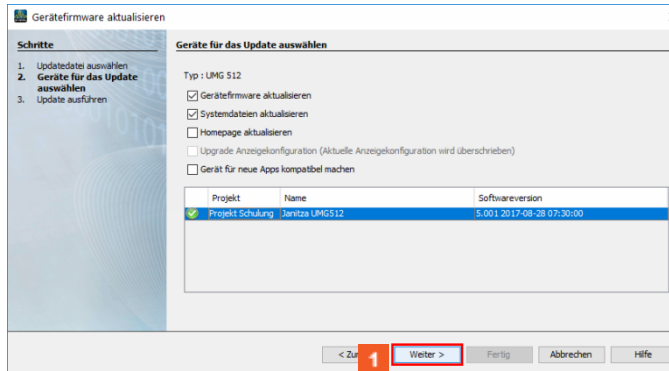 Gerätefirmware aktualisieren
Schritte
1. Updatedatei auswählen
2. Geräte für das Update
auswählen
3. Update ausführen
Geräte für das Update auswählen
Typ : UMG 512
Gerätefirmware aktualisieren
Systemdateien aktualisieren
Homepage aktualisieren
Upgrade Anzeigekonfiguration (Aktuelle Anzeigekonfiguration wird überschrieben)
Gerät für neue Apps kompatibel machen
Projekt Name Softwareversion
Projekt Schulung Janitza UMG512 5.001 2017-08-28 07:30:00
< Zur 1 Weiter > Fertig Abbrechen Hilfe